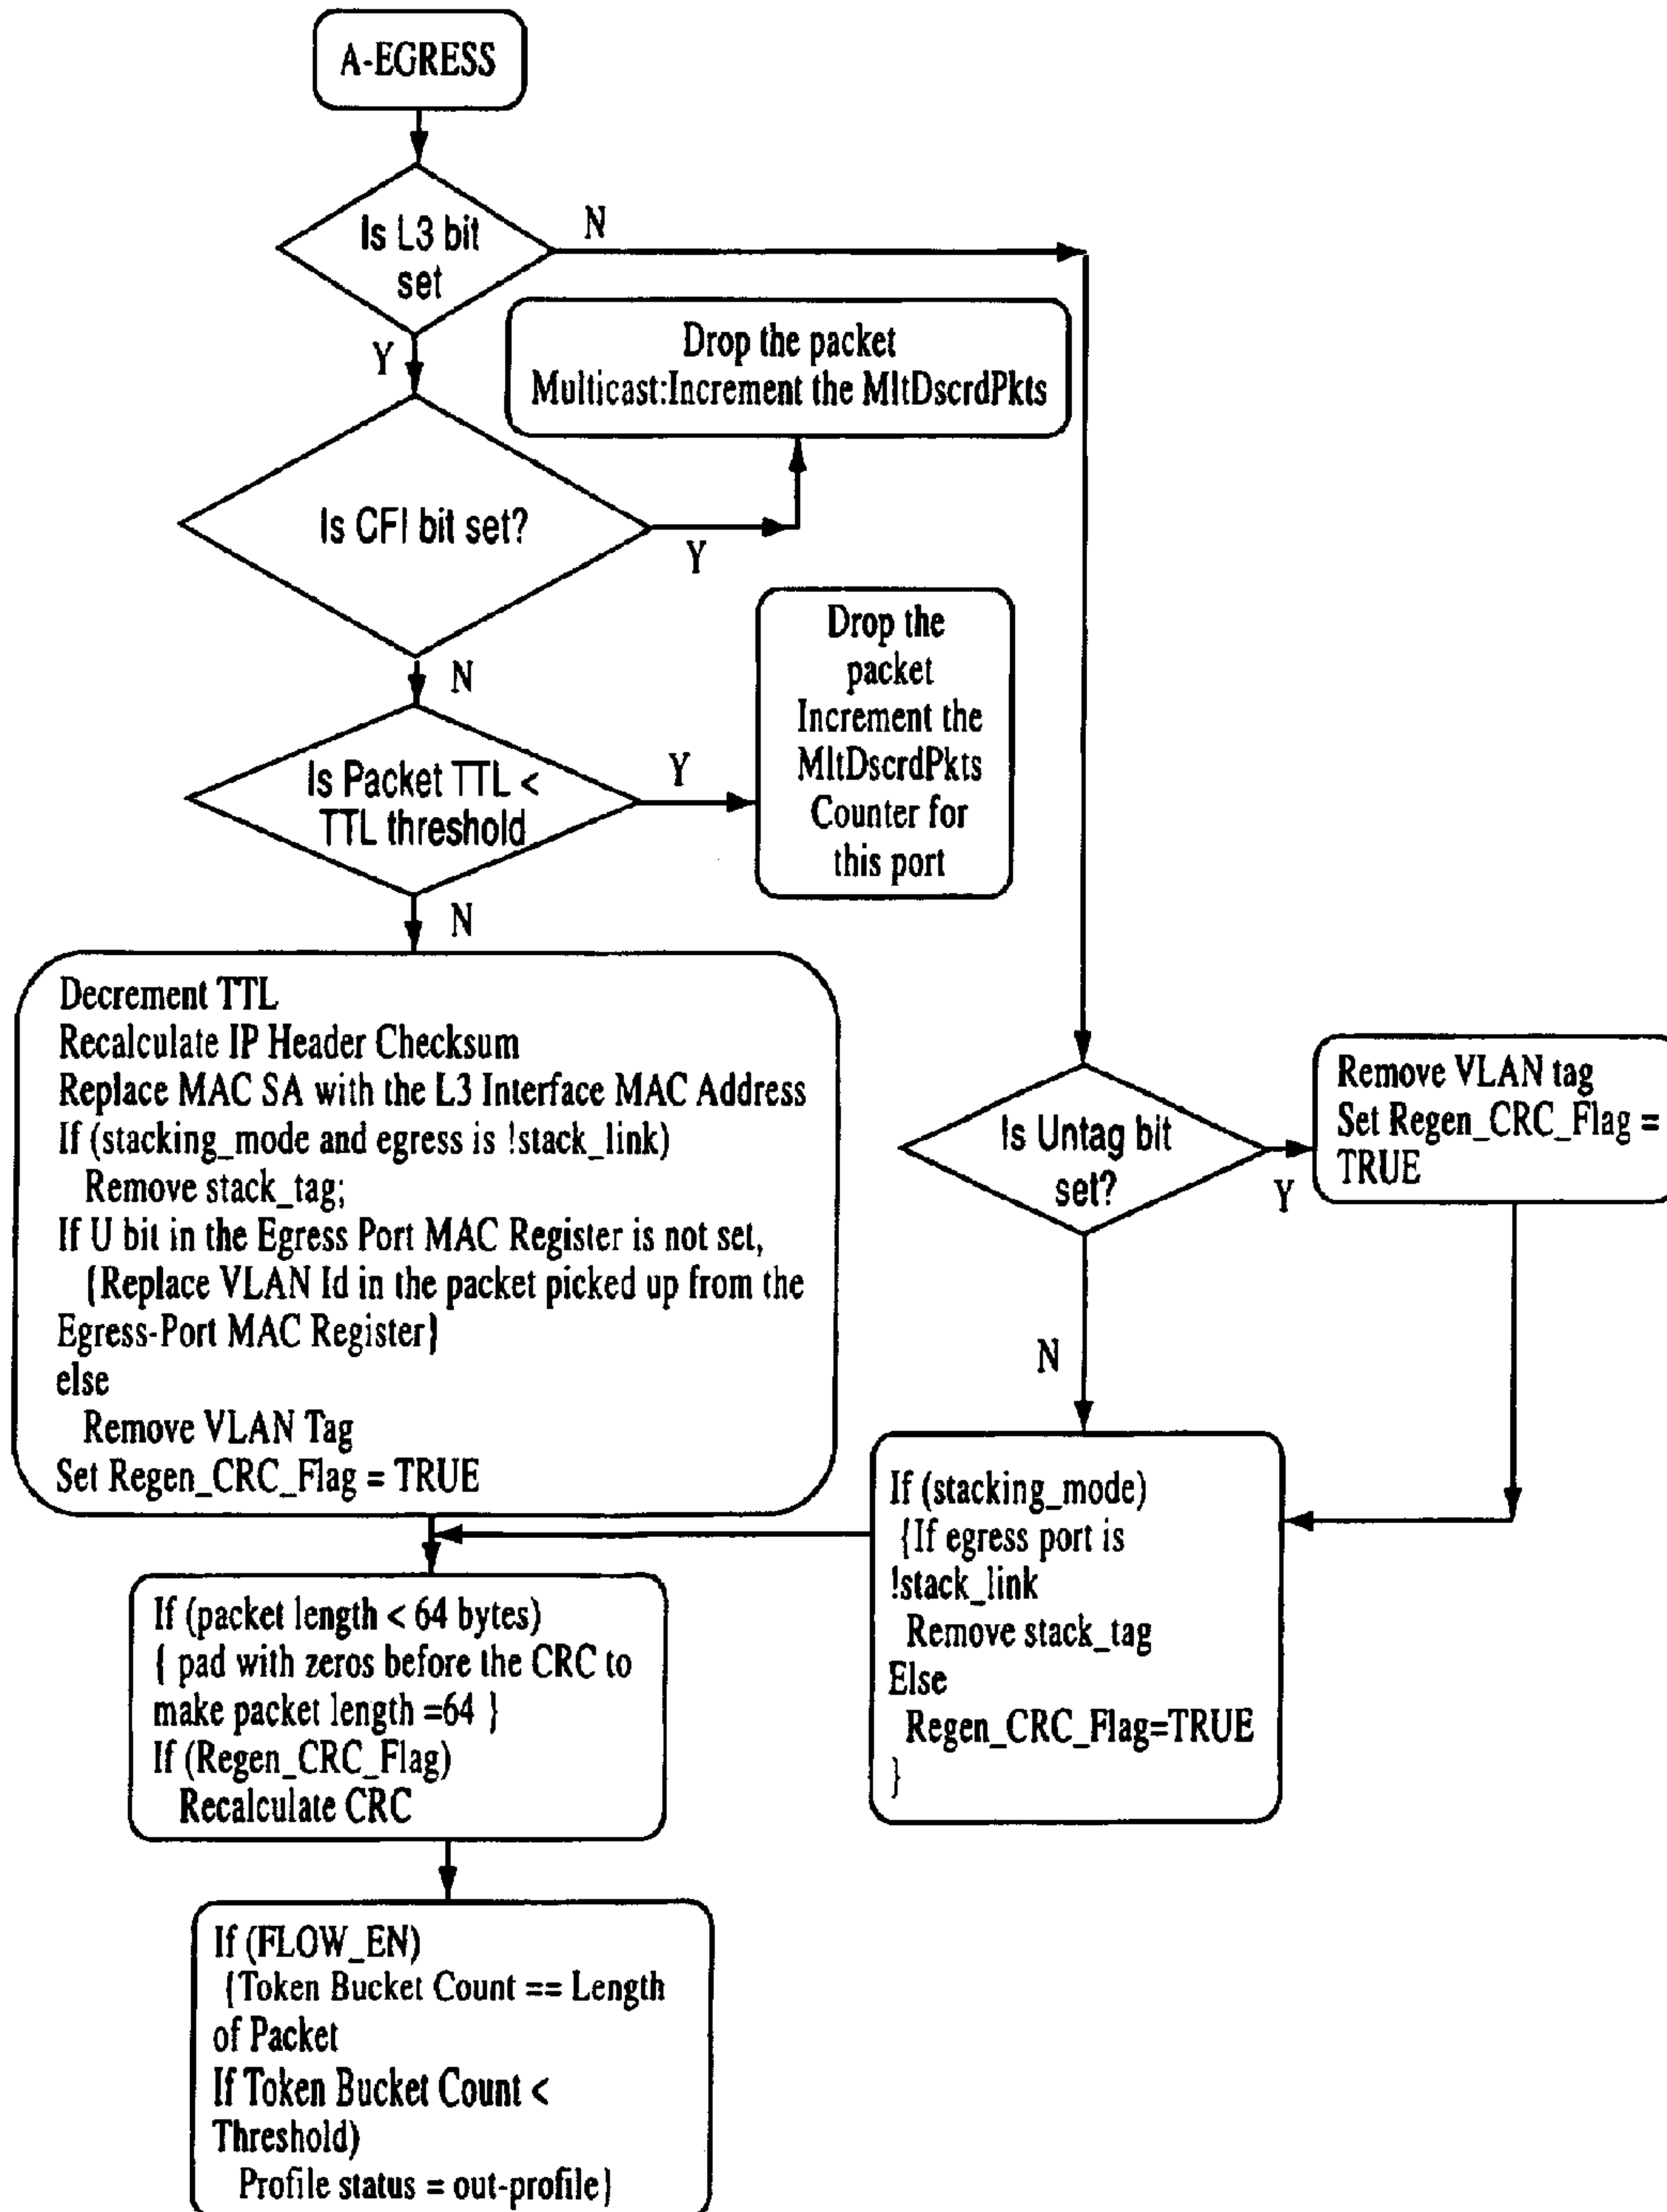 A-EGRESS
Is L3 bit
set
N
Y
Drop the packet
Multicast:Increment the MltDscrdPkts
Is CFI bit set?
Y
N
Drop the
packet
Increment the
MltDscrdPkts
Counter for
this port
Is Packet TTL <
TTL threshold
Y
N
Decrement TTL
Recalculate IP Header Checksum
Replace MAC SA with the L3 Interface MAC Address
If (stacking_mode and egress is !stack_link)
Remove stack_tag;
If U bit in the Egress Port MAC Register is not set,
{Replace VLAN Id in the packet picked up from the
Egress-Port MAC Register}
else
Remove VLAN Tag
Set Regen_CRC_Flag = TRUE
Is Untag bit
set?
Y
N
Remove VLAN tag
Set Regen_CRC_Flag =
TRUE
If (stacking_mode)
{If egress port is
!stack_link
Remove stack_tag
Else
Regen_CRC_Flag=TRUE
}
If (packet length < 64 bytes)
{ pad with zeros before the CRC to
make packet length =64 }
If (Regen_CRC_Flag)
Recalculate CRC
If (FLOW_EN)
{Token Bucket Count == Length
of Packet
If Token Bucket Count <
Threshold)
Profile status = out-profile}